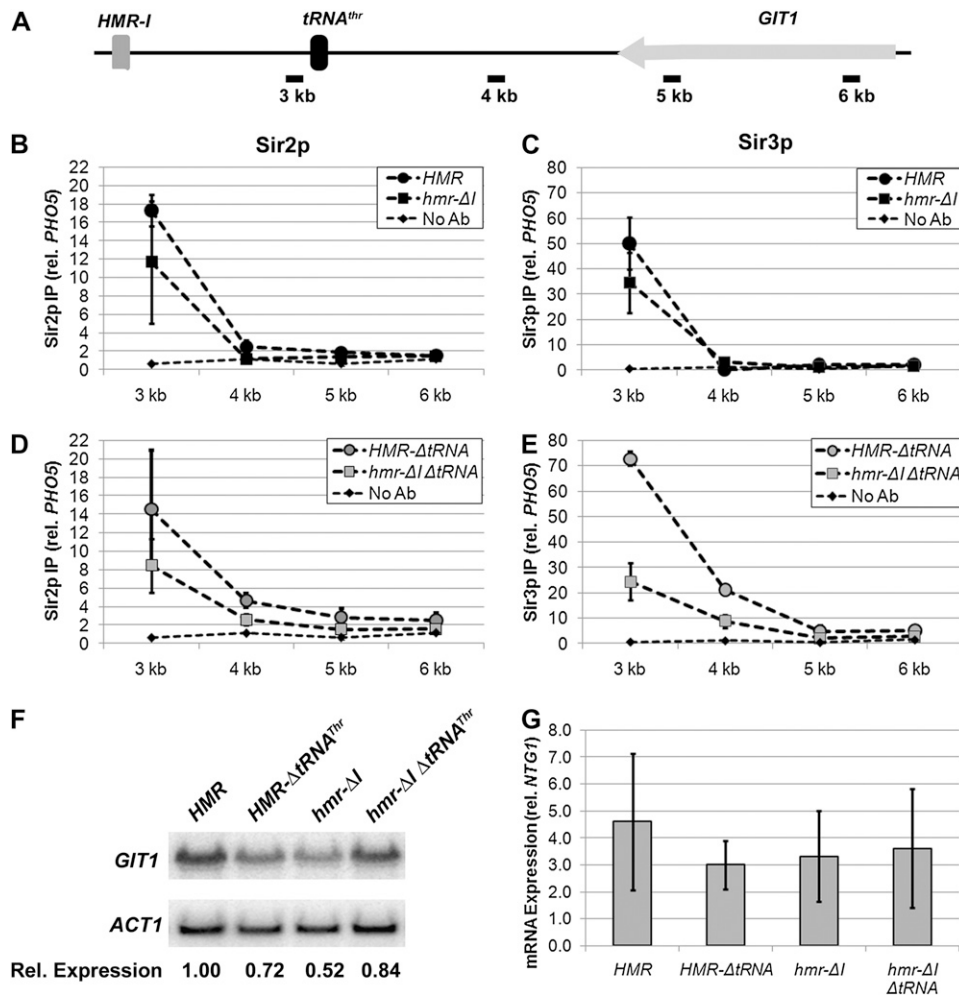 A
HMR-I
tRNAthr
GIT1
3 kb
4 kb
5 kb
6 kb
B
Sir2p
Sir2p IP (rel. PHO5)
22
20
18
16
14
12
10
8
6
4
2
0
HMR
hmr-ΔI
No Ab
3 kb 4 kb 5 kb 6 kb
C
Sir3p
Sir3p IP (rel. PHO5)
80
70
60
50
40
30
20
10
0
HMR
hmr-ΔI
No Ab
3 kb 4 kb 5 kb 6 kb
D
Sir2p IP (rel. PHO5)
22
20
18
16
14
12
10
8
6
4
2
0
HMR-ΔtRNA
hmr-ΔI ΔtRNA
No Ab
3 kb 4 kb 5 kb 6 kb
E
Sir3p IP (rel. PHO5)
80
70
60
50
40
30
20
10
0
HMR-ΔtRNA
hmr-ΔI ΔtRNA
No Ab
3 kb 4 kb 5 kb 6 kb
F
HMR
HMR-ΔtRNAThr
hmr-ΔI
hmr-ΔI ΔtRNAThr
GIT1
ACT1
Rel. Expression 1.00 0.72 0.52 0.84
G
mRNA Expression (rel. NTG1)
8.0
7.0
6.0
5.0
4.0
3.0
2.0
1.0
0.0
HMR
HMR-ΔtRNA
hmr-ΔI
hmr-ΔI
ΔtRNA